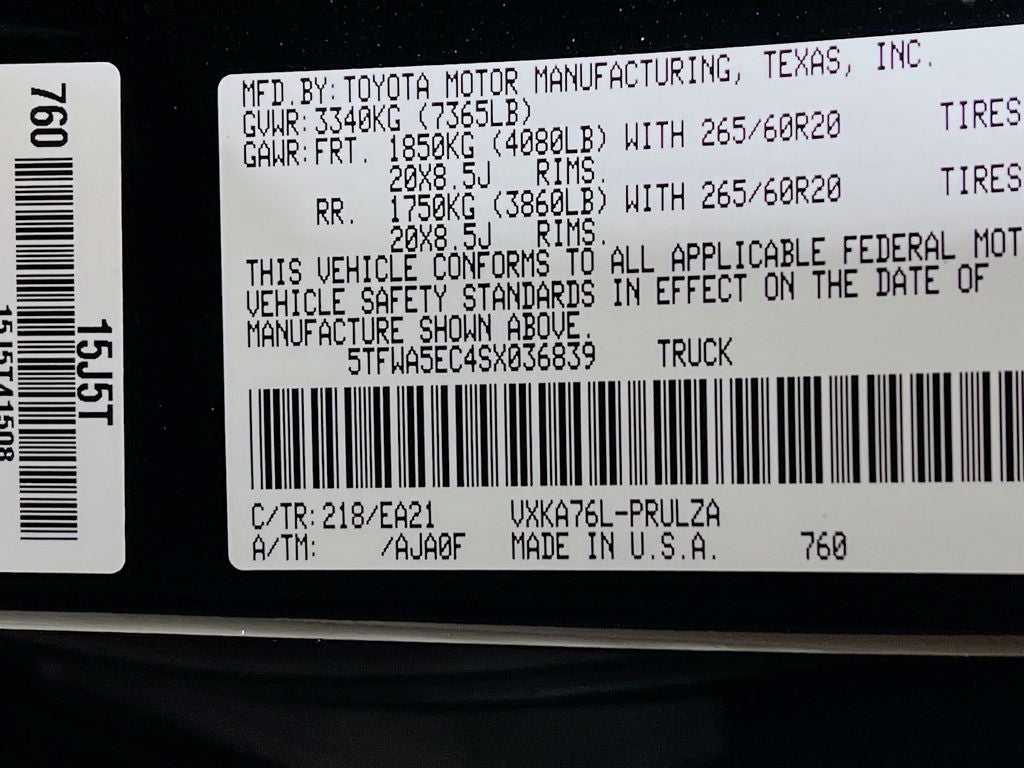 760
15J5T
15J5T41508
MFD.BY:TOYOTA MOTOR MANUFACTURING, TEXAS, INC.
GVWR:3340KG (7365LB)
GAWR:FRT. 1850KG (4080LB) WITH 265/60R20 TIRES
20X8.5J RIMS.
RR. 1750KG (3860LB) WITH 265/60R20 TIRES
20X8.5J RIMS.
THIS VEHICLE CONFORMS TO ALL APPLICABLE FEDERAL MOT
VEHICLE SAFETY STANDARDS IN EFFECT ON THE DATE OF
MANUFACTURE SHOWN ABOVE.
5TFWA5EC4SX036839 TRUCK
C/TR:218/EA21 VXKA76L-PRULZA
A/TM: /AJA0F MADE IN U.S.A. 760